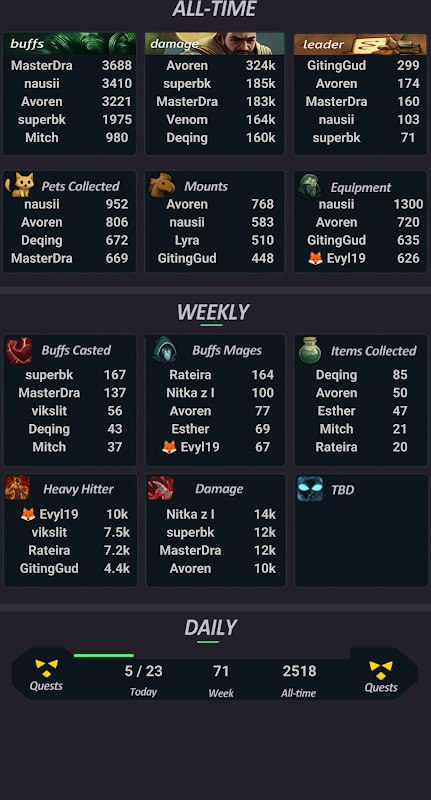 ALL-TIME
buffs
MasterDra 3688
nausii 3410
Avoren 3221
superbk 1975
Mitch 980
damage
Avoren 324k
superbk 185k
MasterDra 183k
Venom 164k
Deqing 160k
leader
GitingGud 299
Avoren 174
MasterDra 160
nausii 103
superbk 71
Pets Collected
nausii 952
Avoren 806
Deqing 672
MasterDra 669
Mounts
Avoren 768
nausii 583
Lyra 510
GitingGud 448
Equipment
nausii 1300
Avoren 720
GitingGud 635
🦊 Evyl19 626
WEEKLY
Buffs Casted
superbk 167
MasterDra 137
vikslit 56
Deqing 43
Mitch 37
Buffs Mages
Rateira 164
Nitka z I 100
Avoren 77
Esther 69
🦊 Evyl19 67
Items Collected
Deqing 85
Avoren 50
Esther 47
Mitch 21
Rateira 20
Heavy Hitter
🦊 Evyl19 10k
vikslit 7.5k
Rateira 7.2k
GitingGud 4.4k
Damage
Nitka z I 14k
superbk 12k
MasterDra 12k
Avoren 10k
TBD
DAILY
Quests
5 / 23 71 2518
Today Week All-time
Quests